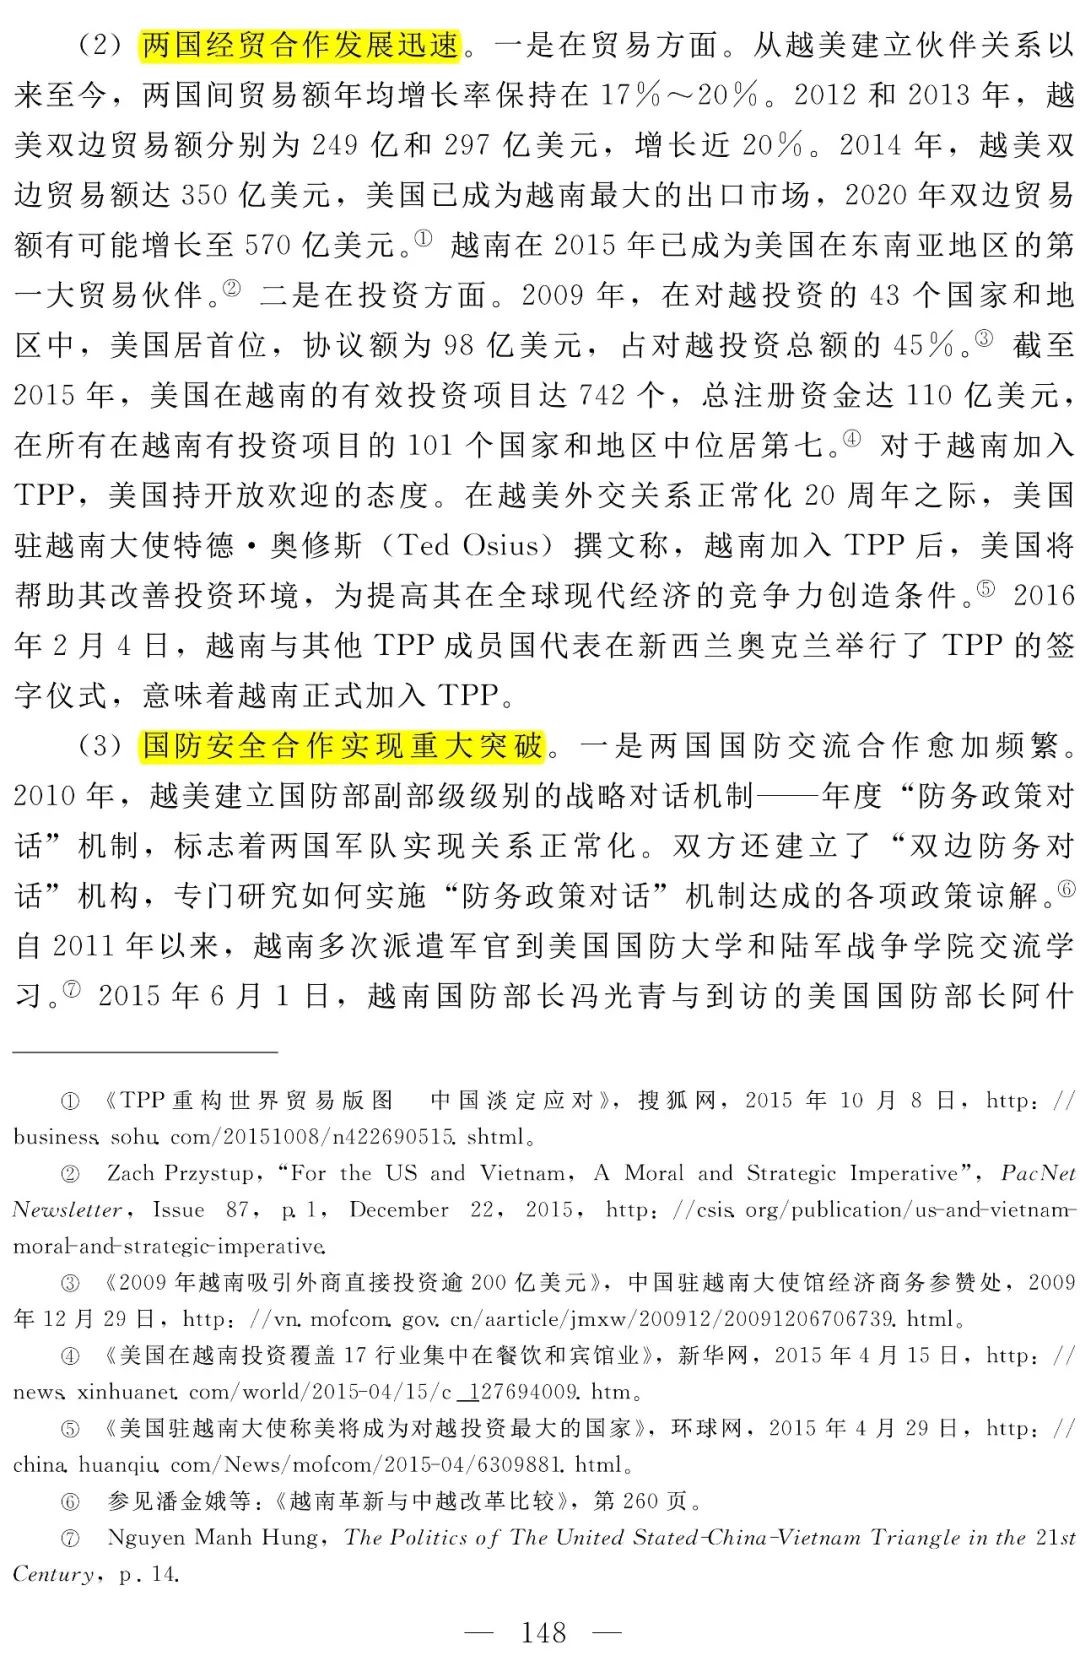 （2）两国经贸合作发展迅速。一是在贸易方面。从越美建立伙伴关系以
来至今，两国间贸易额年均增长率保持在 17％～20％。2012 和 2013 年，越
美双边贸易额分别为 249 亿和 297 亿美元，增长近 20％。2014 年，越美双
边贸易额达 350 亿美元，美国已成为越南最大的出口市场，2020 年双边贸易
额有可能增长至 570 亿美元。① 越南在 2015 年已成为美国在东南亚地区的第
一大贸易伙伴。② 二是在投资方面。2009 年，在对越投资的 43 个国家和地
区中，美国居首位，协议额为 98 亿美元，占对越投资总额的 45％。③ 截至
2015 年，美国在越南的有效投资项目达 742 个，总注册资金达 110 亿美元，
在所有在越南有投资项目的 101 个国家和地区中位居第七。④ 对于越南加入
TPP，美国持开放欢迎的态度。在越美外交关系正常化 20 周年之际，美国
驻越南大使特德·奥修斯（Ted Osius）撰文称，越南加入 TPP 后，美国将
帮助其改善投资环境，为提高其在全球现代经济的竞争力创造条件。⑤ 2016
年 2 月 4 日，越南与其他 TPP 成员国代表在新西兰奥克兰举行了 TPP 的签
字仪式，意味着越南正式加入 TPP。
（3）国防安全合作实现重大突破。一是两国国防交流合作愈加频繁。
2010 年，越美建立国防部副部级级别的战略对话机制——年度“防务政策对
话”机制，标志着两国军队实现关系正常化。双方还建立了“双边防务对
话”机构，专门研究如何实施“防务政策对话”机制达成的各项政策谅解。⑥
自 2011 年以来，越南多次派遣军官到美国国防大学和陆军战争学院交流学
习。⑦ 2015 年 6 月 1 日，越南国防部长冯光青与到访的美国国防部长阿什
① 《TPP 重构世界贸易版图 中国淡定应对》，搜狐网，2015 年 10 月 8 日，http：//
business. sohu. com/20151008/n422690515. shtml。
② Zach Przystup，“For the US and Vietnam，A Moral and Strategic Imperative”，PacNet
Newsletter，Issue 87，p. 1，December 22，2015，http：//csis. org/publication/us-and-vietnam-
moral-and-strategic-imperative.
③ 《2009 年越南吸引外商直接投资逾 200 亿美元》，中国驻越南大使馆经济商务参赞处，2009
年 12 月 29 日，http：//vn. mofcom. gov. cn/aarticle/jmxw/200912/20091206706739. html。
④ 《美国在越南投资覆盖 17 行业集中在餐饮和宾馆业》，新华网，2015 年 4 月 15 日，http：//
news. xinhuanet. com/world/2015-04/15/c_127694009. htm。
⑤ 《美国驻越南大使称美将成为对越投资最大的国家》，环球网，2015 年 4 月 29 日，http：//
china. huanqiu. com/News/mofcom/2015-04/6309881. html。
⑥ 参见潘金娥等：《越南革新与中越改革比较》，第 260 页。
⑦ Nguyen Manh Hung，The Politics of The United Stated-China-Vietnam Triangle in the 21st
Century，p. 14.
— 148 —